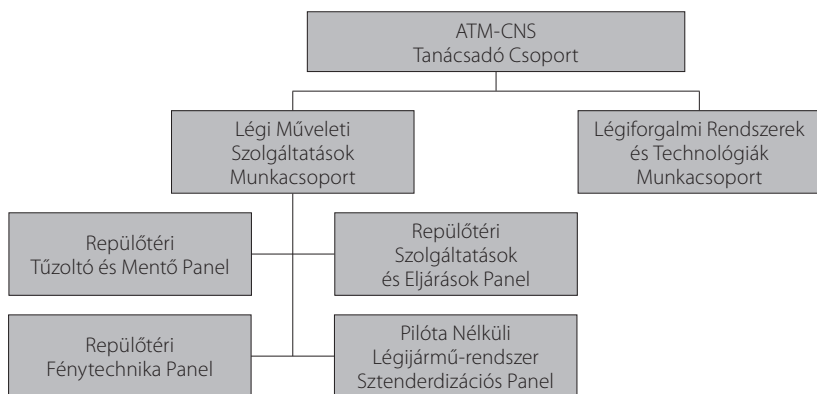 ATM-CNS
Tanácsadó Csoport
Légi Műveleti
Szolgáltatások
Munkacsoport
Légiforgalmi Rendszerek
és Technológiák
Munkacsoport
Repülőtéri
Tűzoltó és Mentő Panel
Repülőtéri
Szolgáltatások
és Eljárások Panel
Repülőtéri
Fénytechnika Panel
Pilóta Nélküli
Légijármű-rendszer
Sztenderdizációs Panel